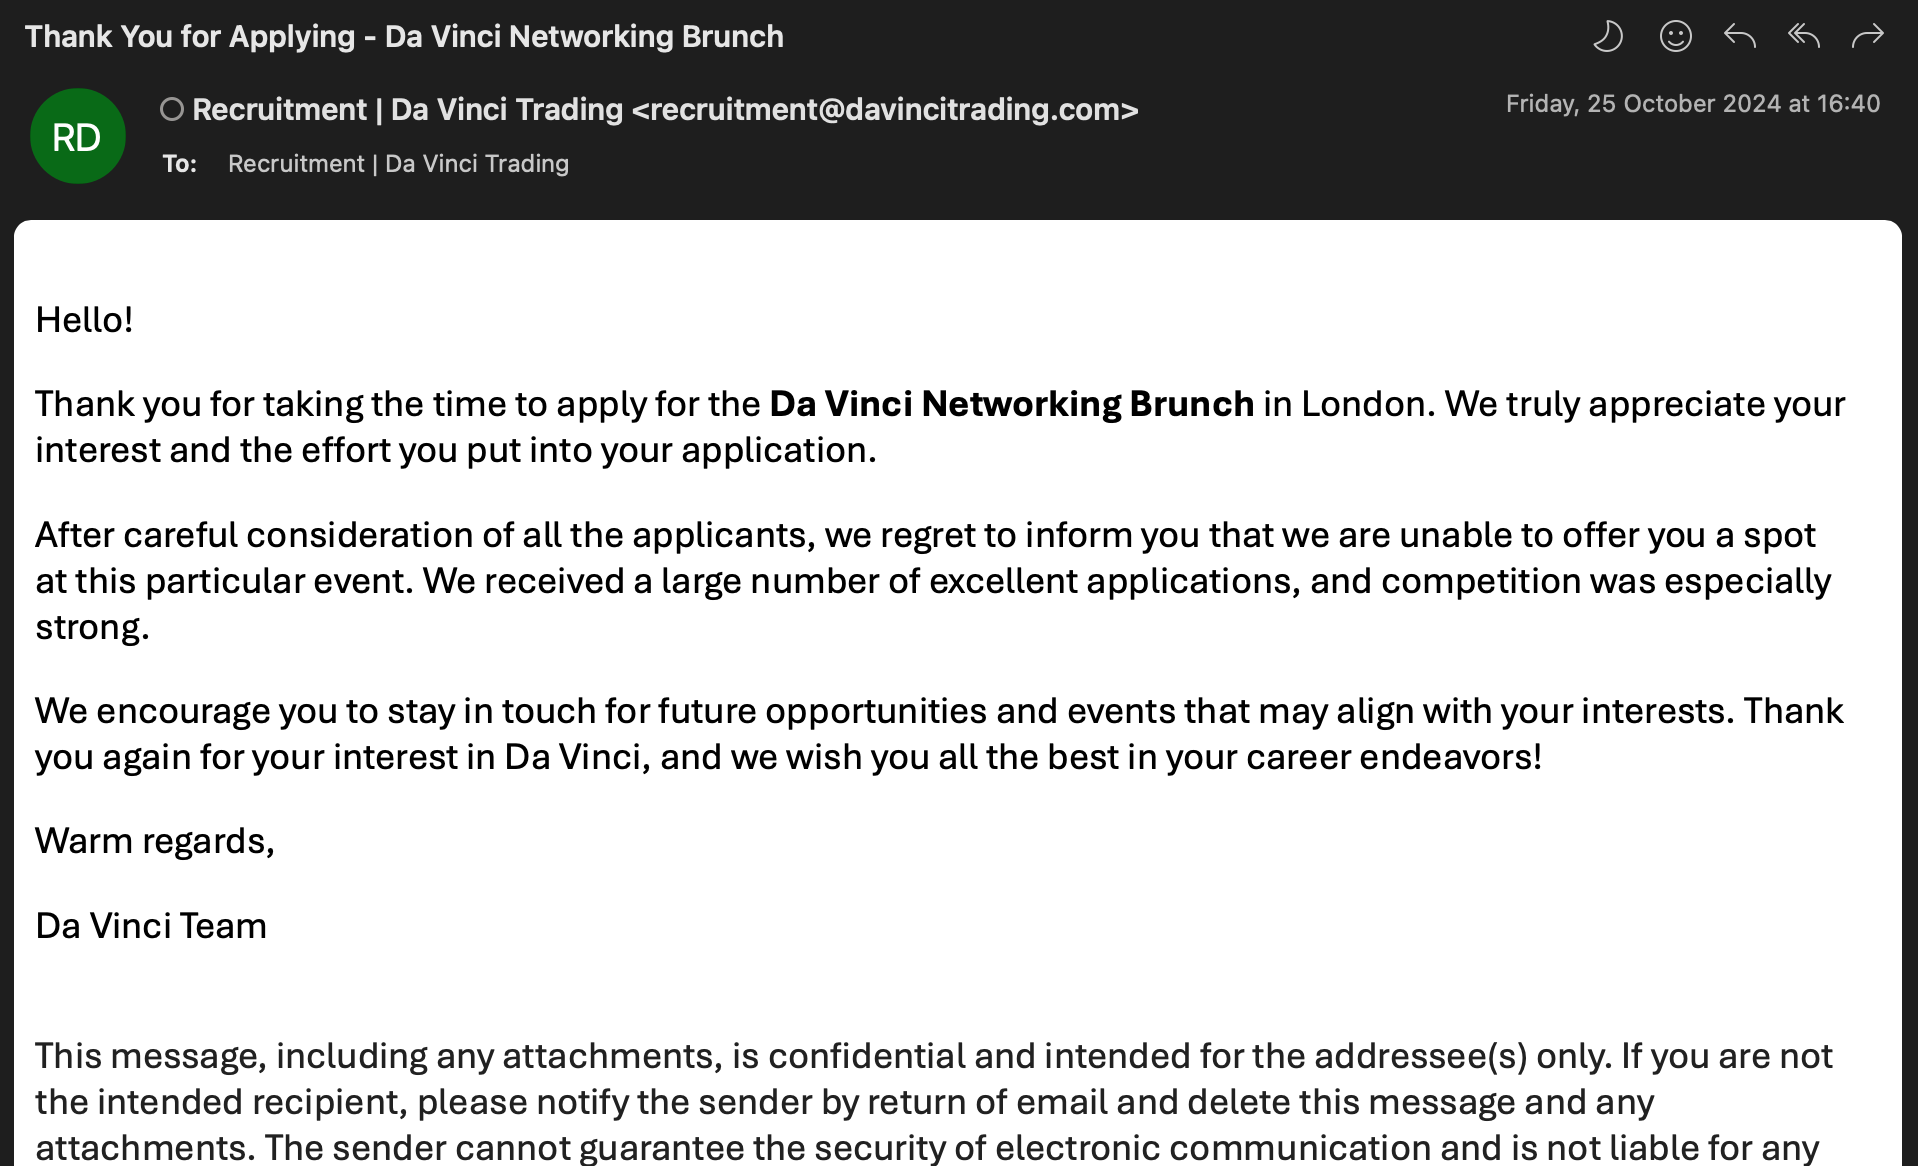 Thank You for Applying - Da Vinci Networking Brunch
RD
Recruitment | Da Vinci Trading <recruitment@davincitrading.com>
Friday, 25 October 2024 at 16:40
To: Recruitment | Da Vinci Trading
Hello!
Thank you for taking the time to apply for the Da Vinci Networking Brunch in London. We truly appreciate your
interest and the effort you put into your application.
After careful consideration of all the applicants, we regret to inform you that we are unable to offer you a spot
at this particular event. We received a large number of excellent applications, and competition was especially
strong.
We encourage you to stay in touch for future opportunities and events that may align with your interests. Thank
you again for your interest in Da Vinci, and we wish you all the best in your career endeavors!
Warm regards,
Da Vinci Team
This message, including any attachments, is confidential and intended for the addressee(s) only. If you are not
the intended recipient, please notify the sender by return of email and delete this message and any
attachments. The sender cannot guarantee the security of electronic communication and is not liable for any